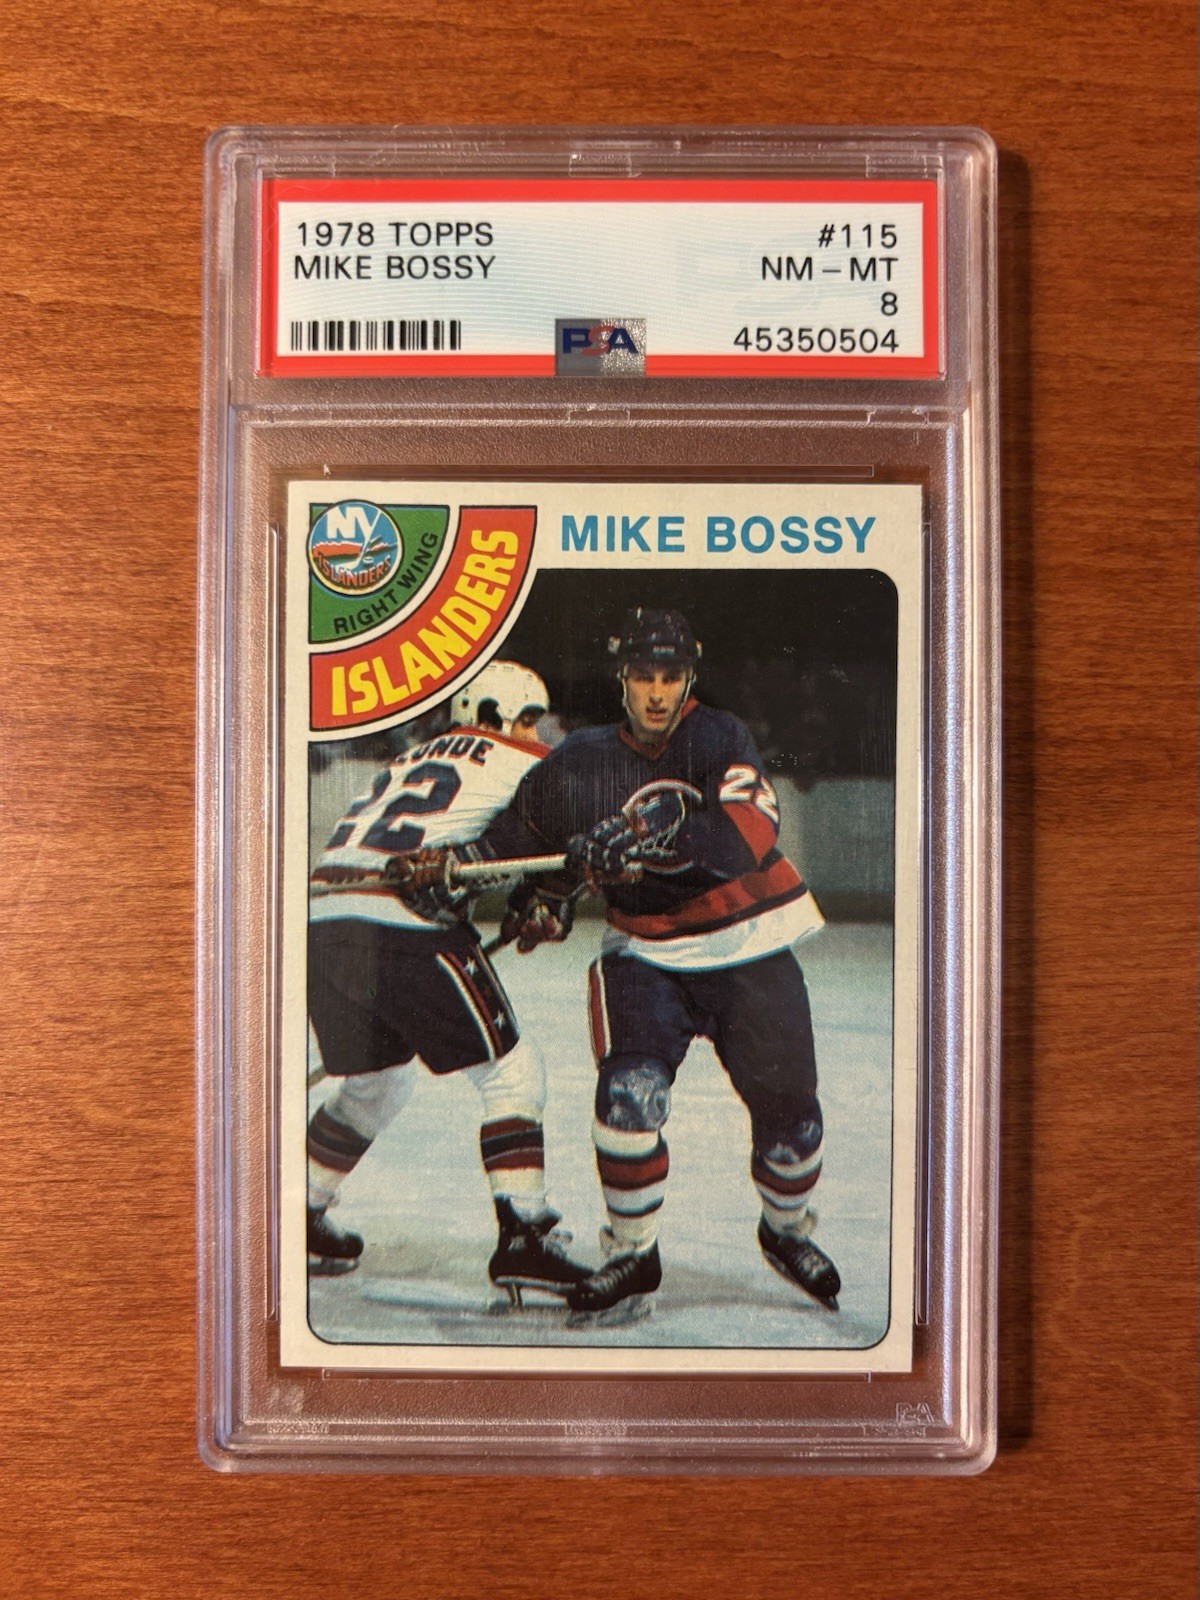 1978 TOPPS #115
MIKE BOSSY NM - MT
8
PSA 45350504
NY
ISLANDERS
RIGHT WING
ISLANDERS
MIKE BOSSY
22
22
PSA